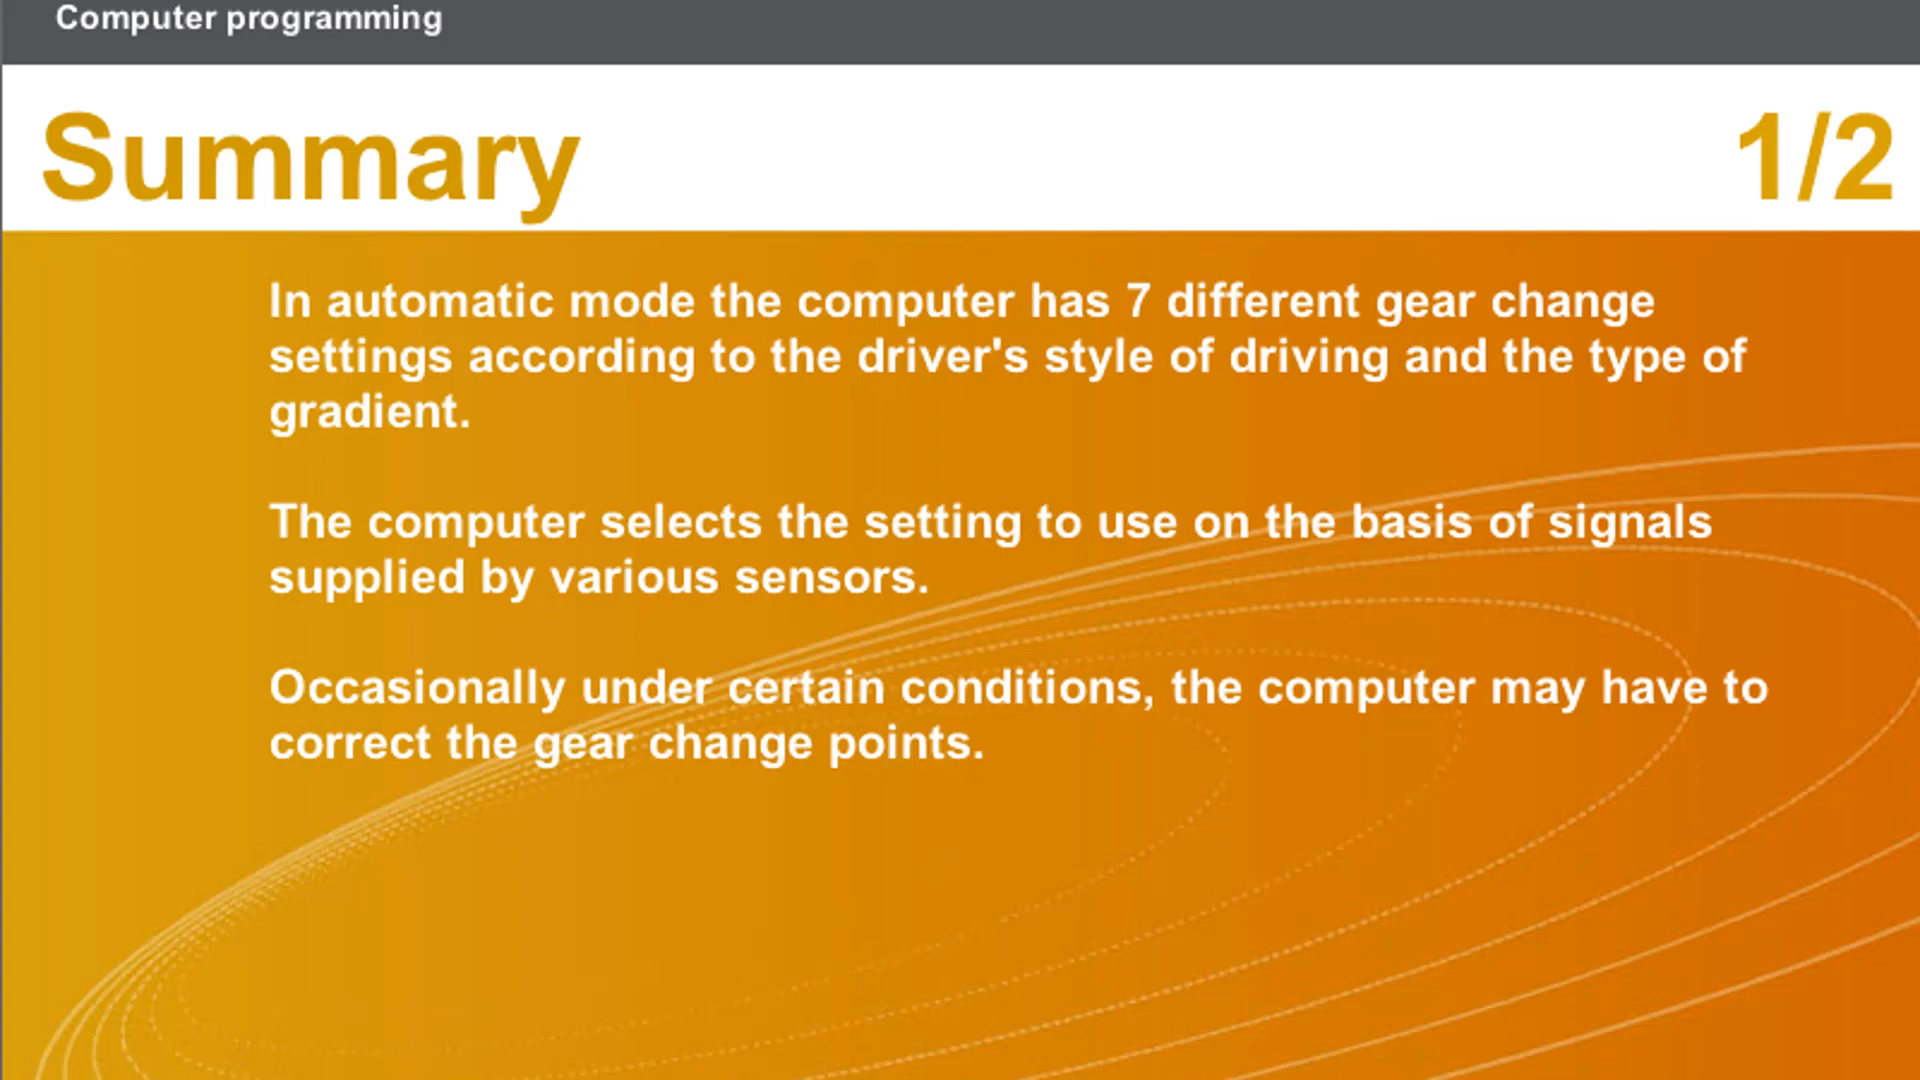 Computer programming
Summary
1/2
In automatic mode the computer has 7 different gear change
settings according to the driver's style of driving and the type of
gradient.
The computer selects the setting to use on the basis of signals
supplied by various sensors.
Occasionally under certain conditions, the computer may have to
correct the gear change points.